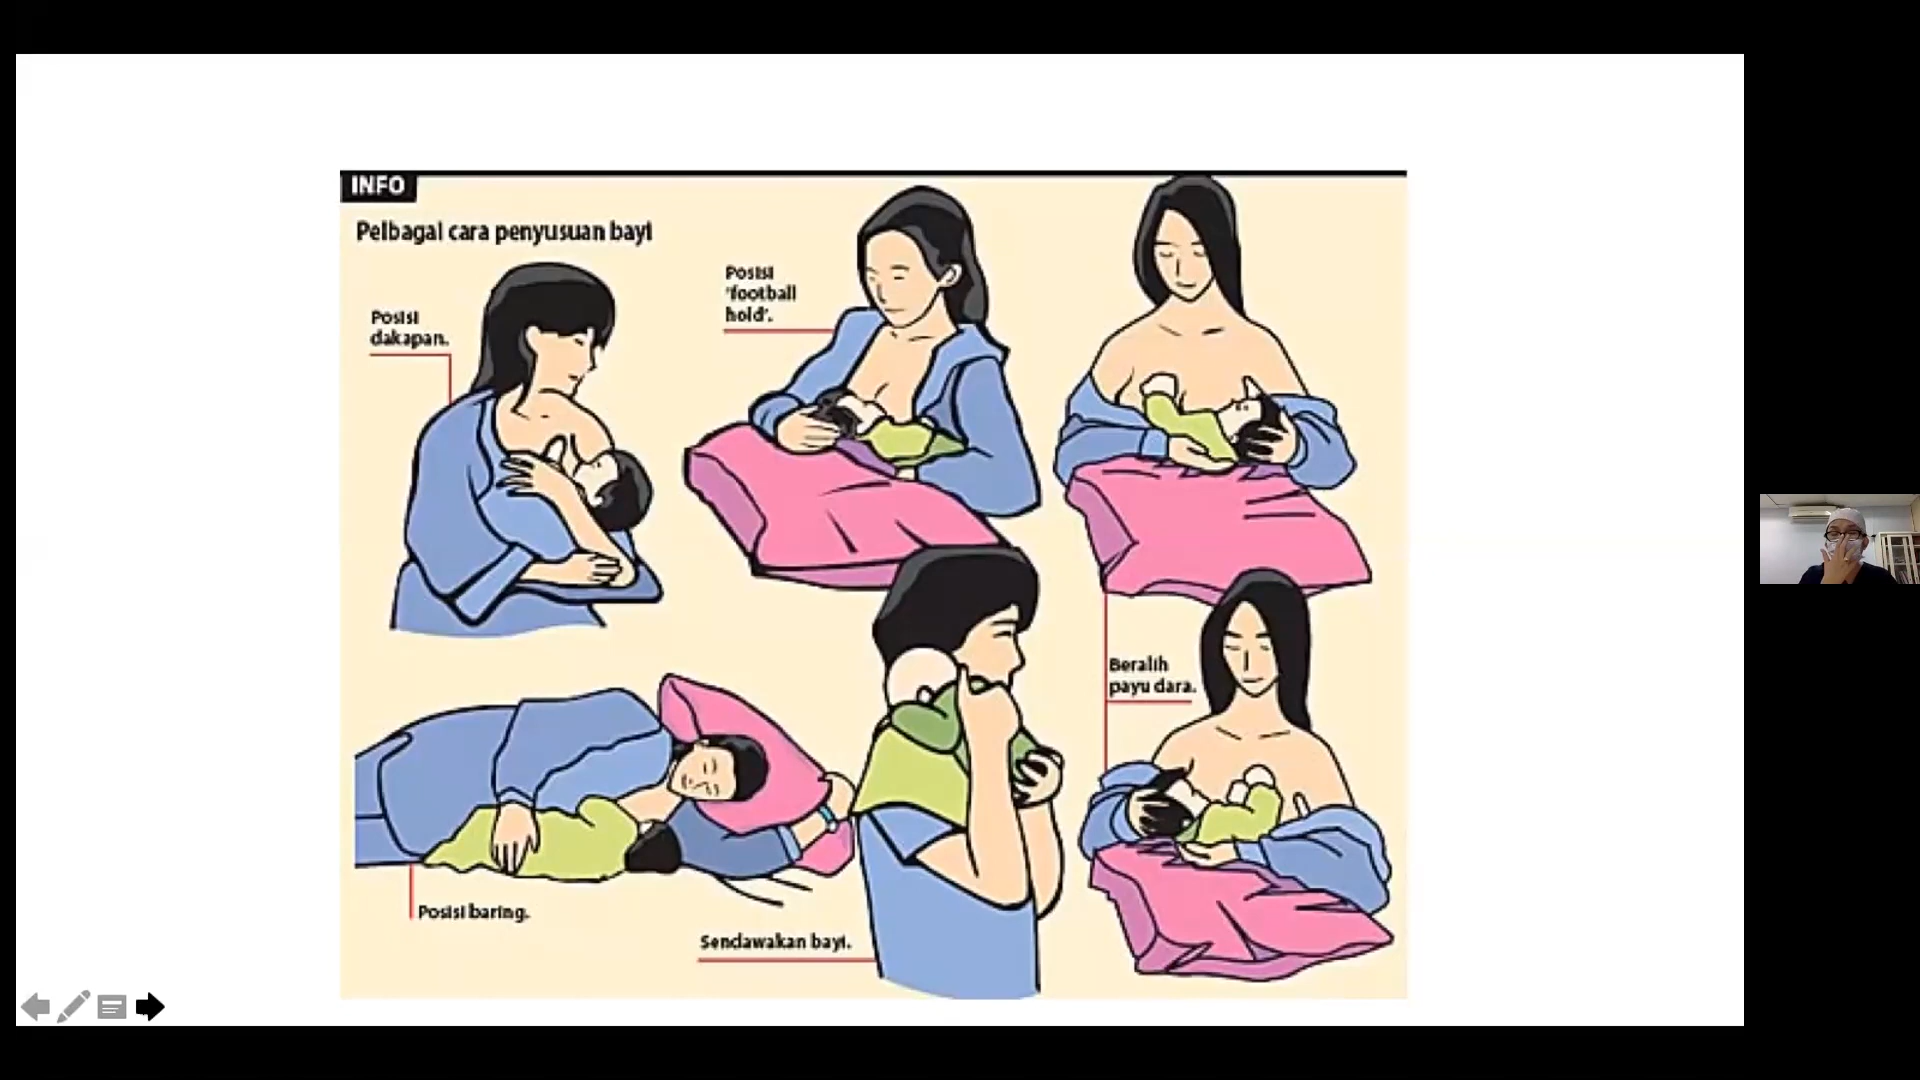 INFO
Pelbagai cara penyusuan bayi
Posisi
dakapan.
Posisi
'football
hold'.
Beralih
payu dara.
Posisi baring.
Sendawakan bayi.